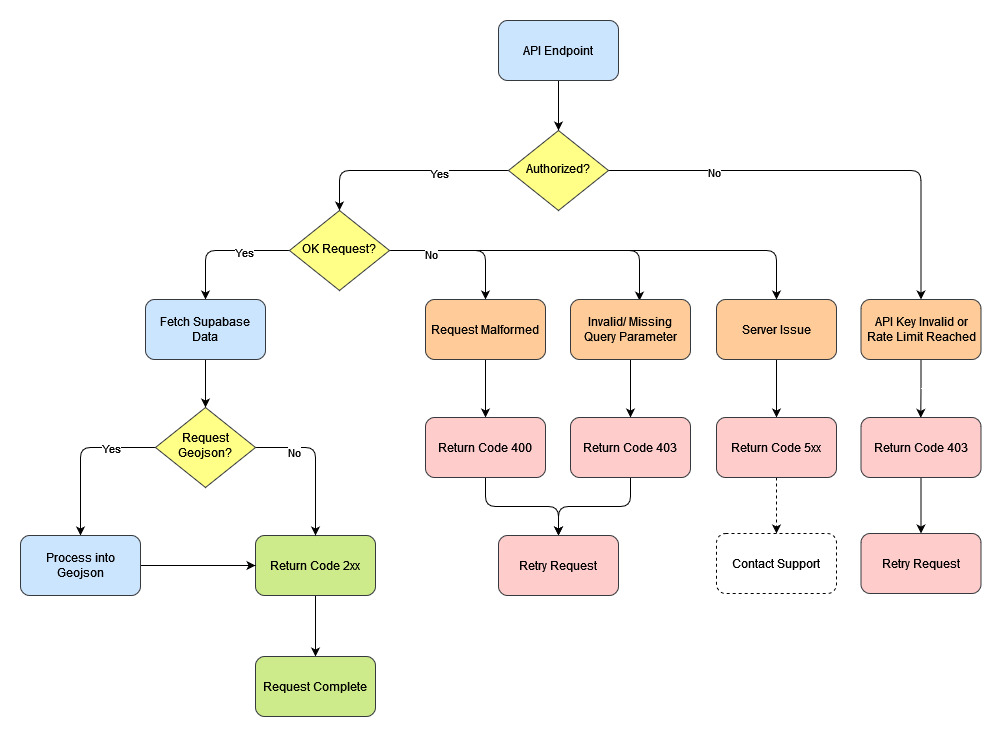 API Endpoint
Authorized?
Yes
No
OK Request?
Yes
No
Fetch Supabase
Data
Request Malformed
Invalid/ Missing
Query Parameter
Server Issue
API Key Invalid or
Rate Limit Reached
Request
Geojson?
Yes
No
Return Code 400
Return Code 403
Return Code 5xx
Return Code 403
Process into
Geojson
Return Code 2xx
Retry Request
Contact Support
Retry Request
Request Complete